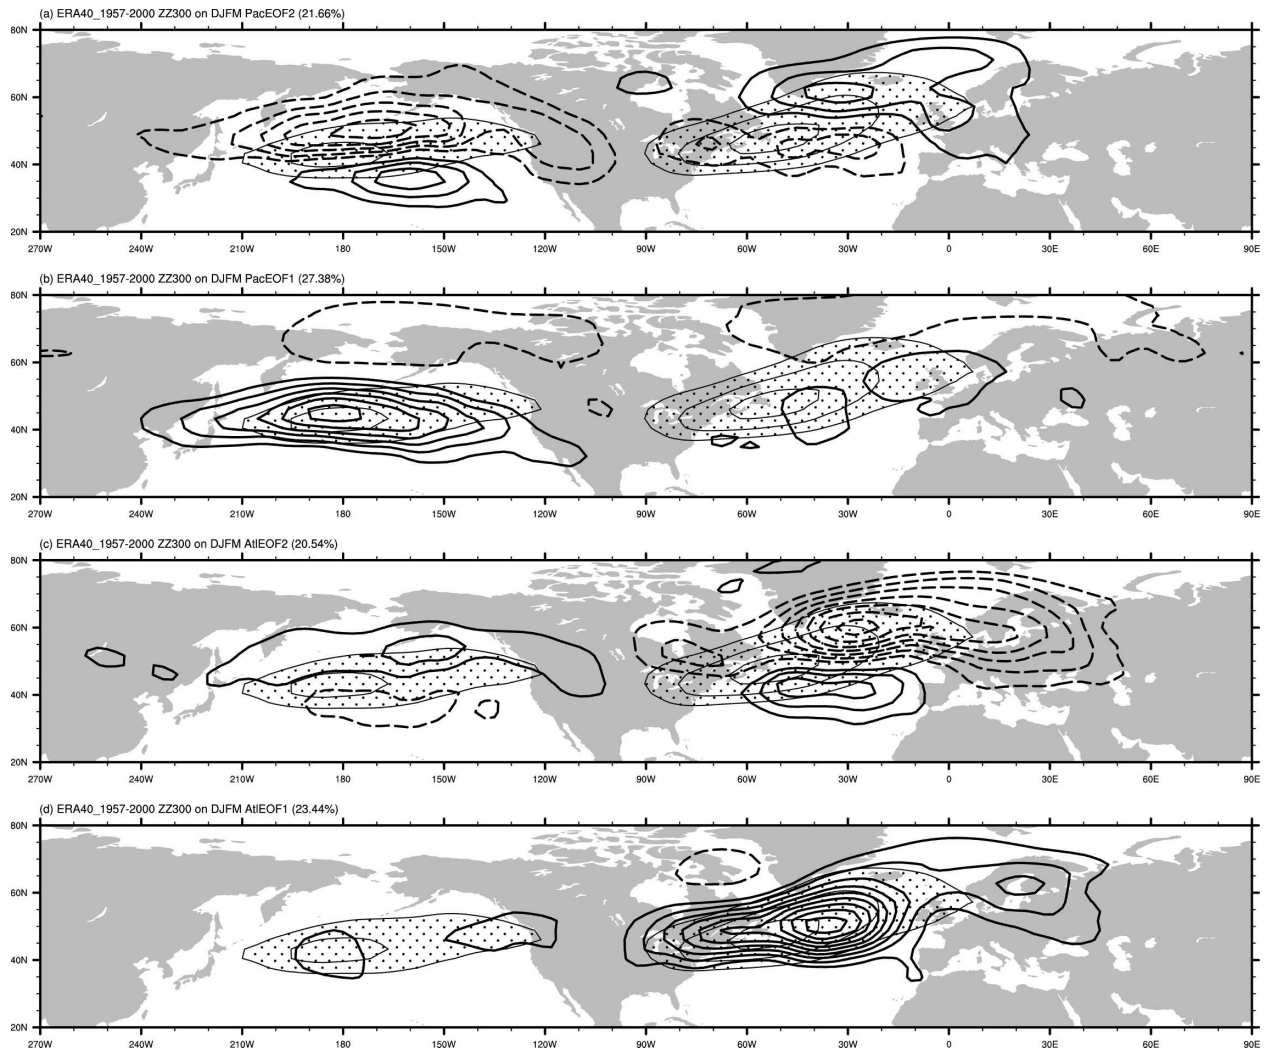 (a) ERA40_1957-2000 ZZ300 on DJFM PacEOF2 (21.66%)
80N
60N
40N
20N
270W 240W 210W 180 150W 120W 90W 60W 30W 0 30E 60E 90E
(b) ERA40_1957-2000 ZZ300 on DJFM PacEOF1 (27.38%)
80N
60N
40N
20N
270W 240W 210W 180 150W 120W 90W 60W 30W 0 30E 60E 90E
(c) ERA40_1957-2000 ZZ300 on DJFM AtlEOF2 (20.54%)
80N
60N
40N
20N
270W 240W 210W 180 150W 120W 90W 60W 30W 0 30E 60E 90E
(d) ERA40_1957-2000 ZZ300 on DJFM AtlEOF1 (23.44%)
80N
60N
40N
20N
270W 240W 210W 180 150W 120W 90W 60W 30W 0 30E 60E 90E